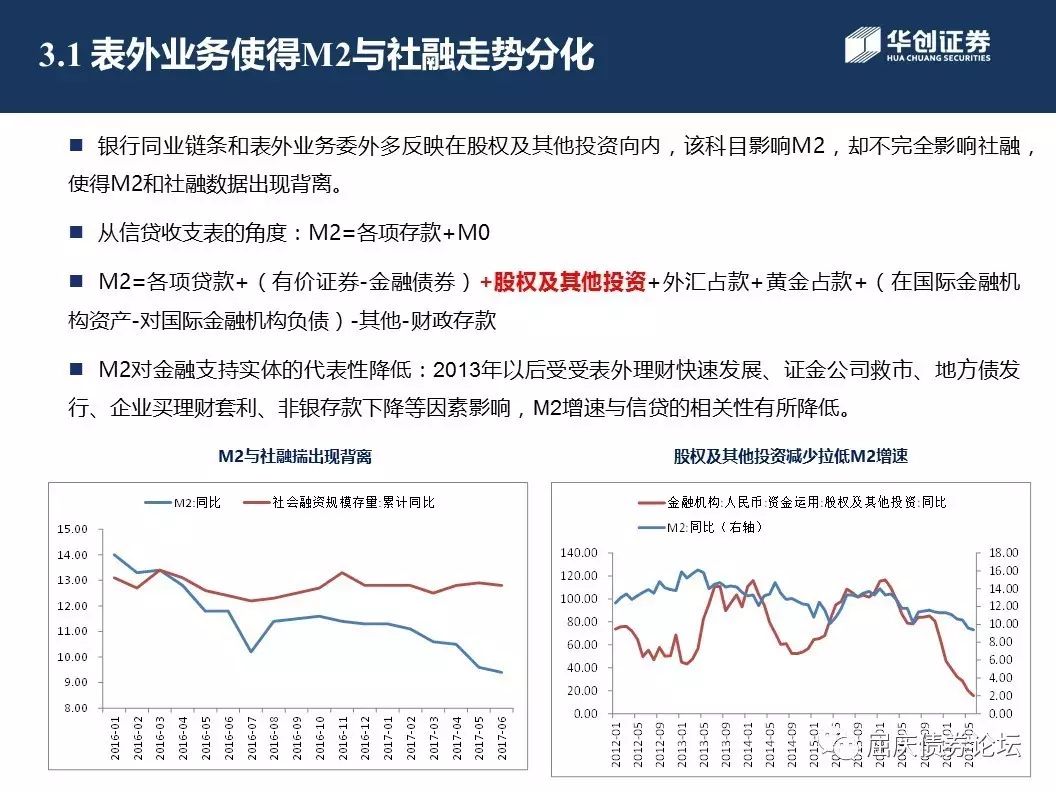 3.1 表外业务使得M2与社融走势分化
华创证券
HUA CHUANG SECURITIES
■ 银行同业链条和表外业务委外多反映在股权及其他投资向内，该科目影响M2，却不完全影响社融，
使得M2和社融数据出现背离。
■ 从信贷收支表的角度：M2=各项存款+M0
■ M2=各项贷款+（有价证券-金融债券）+股权及其他投资+外汇占款+黄金占款+（在国际金融机
构资产-对国际金融机构负债）-其他-财政存款
■ M2对金融支持实体的代表性降低：2013年以后受受表外理财快速发展、证金公司救市、地方债发
行、企业买理财套利、非银存款下降等因素影响，M2增速与信贷的相关性有所降低。
M2与社融揣出现背离
M2:同比 社会融资规模存量:累计同比
15.00
14.00
13.00
12.00
11.00
10.00
9.00
8.00
2016-01 2016-02 2016-03 2016-04 2016-05 2016-06 2016-07 2016-08 2016-09 2016-10 2016-11 2016-12 2017-01 2017-02 2017-03 2017-04 2017-05 2017-06
股权及其他投资减少拉低M2增速
金融机构:人民币:资金运用:股权及其他投资:同比
M2:同比（右轴）
140.00 18.00
120.00 16.00
100.00 14.00
80.00 12.00
60.00 10.00
40.00 8.00
20.00 6.00
0.00 4.00
2.00
0.00
2012-01 2012-05 2012-09 2013-01 2013-05 2013-09 2014-01 2014-05 2014-09 2015-01
屈庆债券论坛